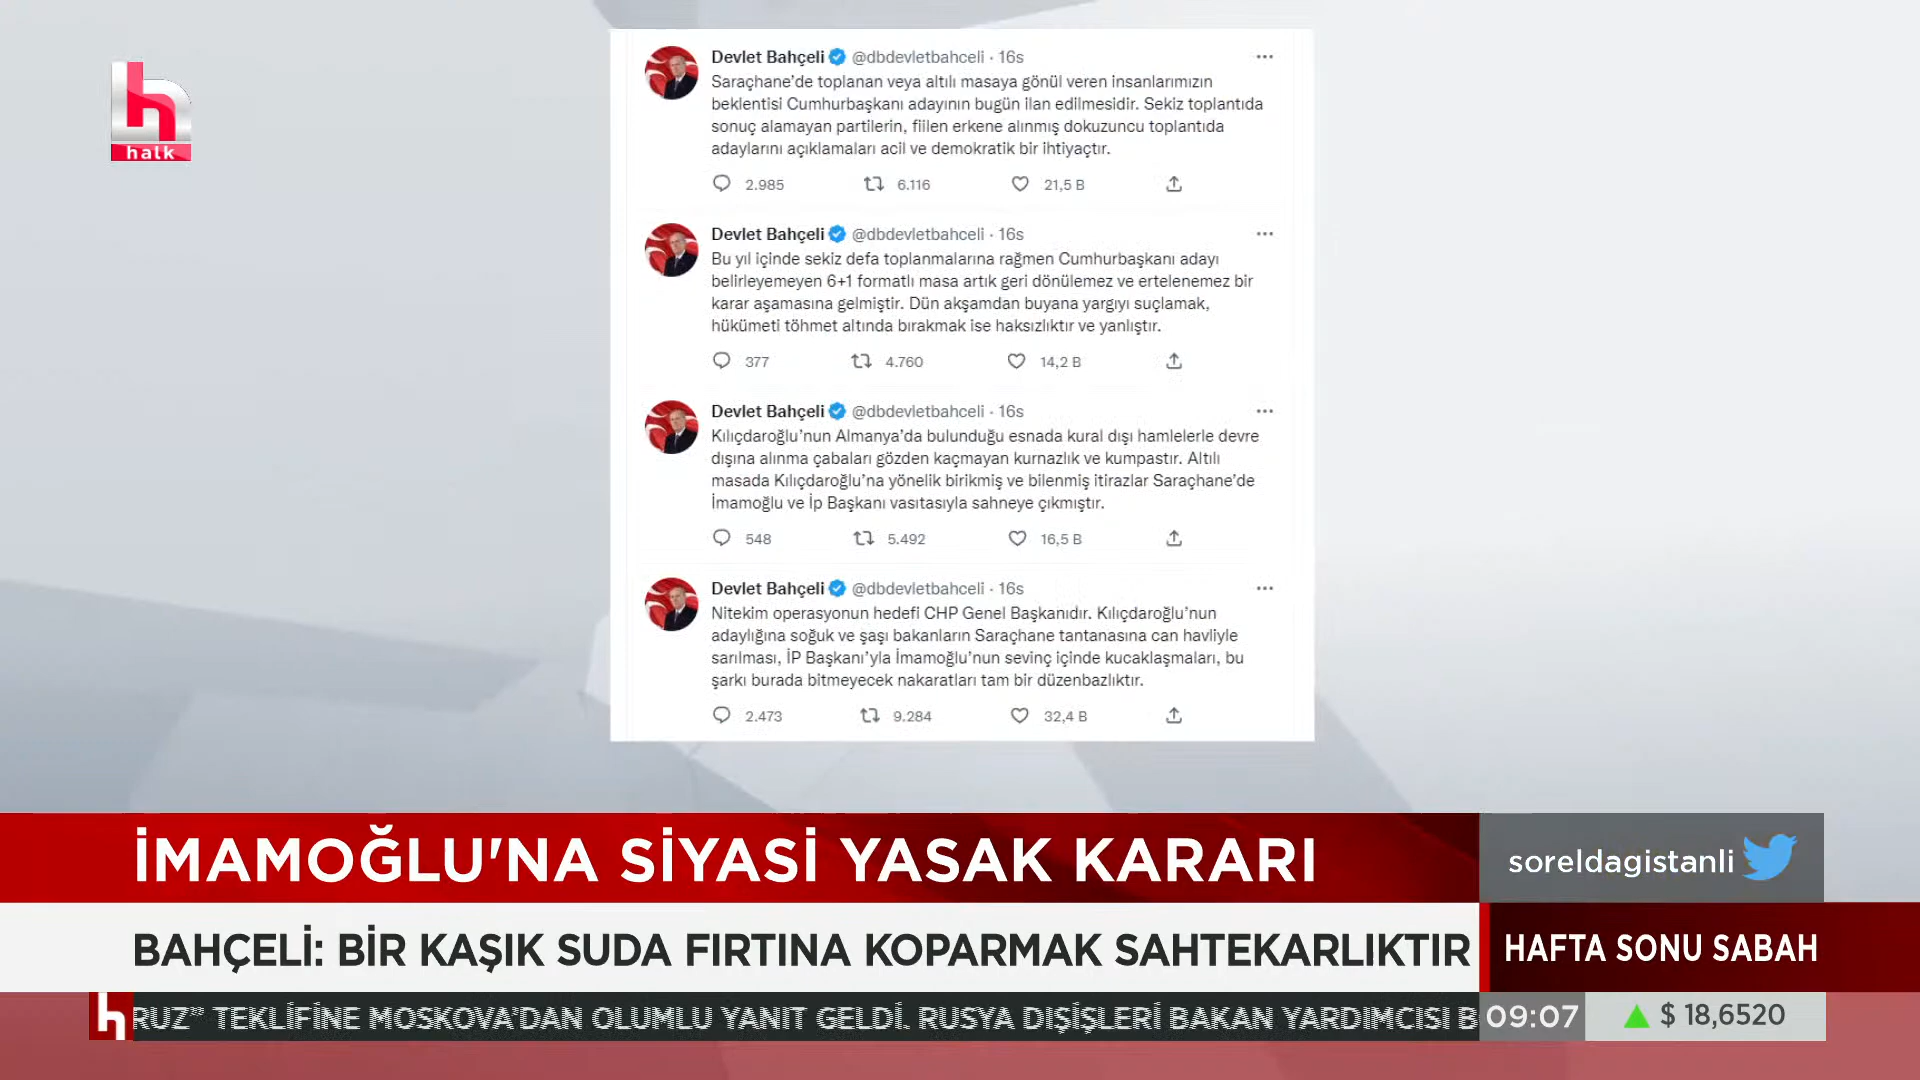 halk
Devlet Bahçeli @dbdevletbahceli · 16s
Saraçhane’de toplanan veya altılı masaya gönül veren insanlarımızın
beklentisi Cumhurbaşkanı adayının bugün ilan edilmesidir. Sekiz toplantıda
sonuç alamayan partilerin, fiilen erkene alınmış dokuzuncu toplantıda
adaylarını açıklamaları acil ve demokratik bir ihtiyaçtır.
2.985 6.116 21,5 B
Devlet Bahçeli @dbdevletbahceli · 16s
Bu yıl içinde sekiz defa toplanmalarına rağmen Cumhurbaşkanı adayı
belirleyemeyen 6+1 formatlı masa artık geri dönülemez ve ertelenemez bir
karar aşamasına gelmiştir. Dün akşamdan buyana yargıyı suçlamak,
hükümeti töhmet altında bırakmak ise haksızlıktır ve yanlıştır.
377 4.760 14,2 B
Devlet Bahçeli @dbdevletbahceli · 16s
Kılıçdaroğlu’nun Almanya’da bulunduğu esnada kural dışı hamlelerle devre
dışına alınma çabaları gözden kaçmayan kurnazlık ve kumpastır. Altılı
masada Kılıçdaroğlu’na yönelik birikmiş ve bilenmiş itirazlar Saraçhane’de
İmamoğlu ve İp Başkanı vasıtasıyla sahneye çıkmıştır.
548 5.492 16,5 B
Devlet Bahçeli @dbdevletbahceli · 16s
Nitekim operasyonun hedefi CHP Genel Başkanıdır. Kılıçdaroğlu’nun
adaylığına soğuk ve şaşı bakanların Saraçhane tantanasına can havliyle
sarılması, İP Başkanı’yla İmamoğlu’nun sevinç içinde kucaklaşmaları, bu
şarkı burada bitmeyecek nakaratları tam bir düzenbazlıktır.
2.473 9.284 32,4 B
İMAMOĞLU'NA SİYASİ YASAK KARARI
soreldagistanli
BAHÇELİ: BİR KAŞIK SUDA FIRTINA KOPARMAK SAHTEKARLIKTIR
HAFTA SONU SABAH
RUZ” TEKLİFİNE MOSKOVA’DAN OLUMLU YANIT GELDİ. RUSYA DIŞİŞLERİ BAKAN YARDIMCISI B
09:07
$ 18,6520